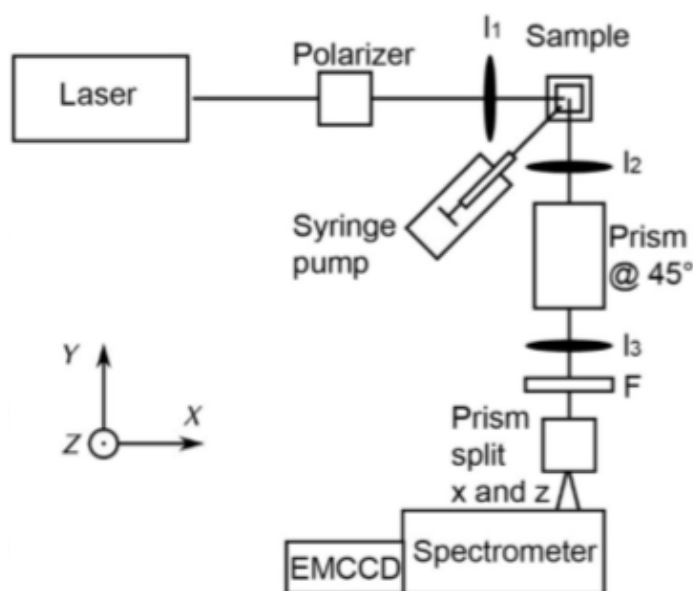 l1
Sample
Polarizer
Laser
l2
Syringe
pump
Prism
@ 45°
l3
F
Y
X
Z
Prism
split
x and z
Spectrometer
EMCCD